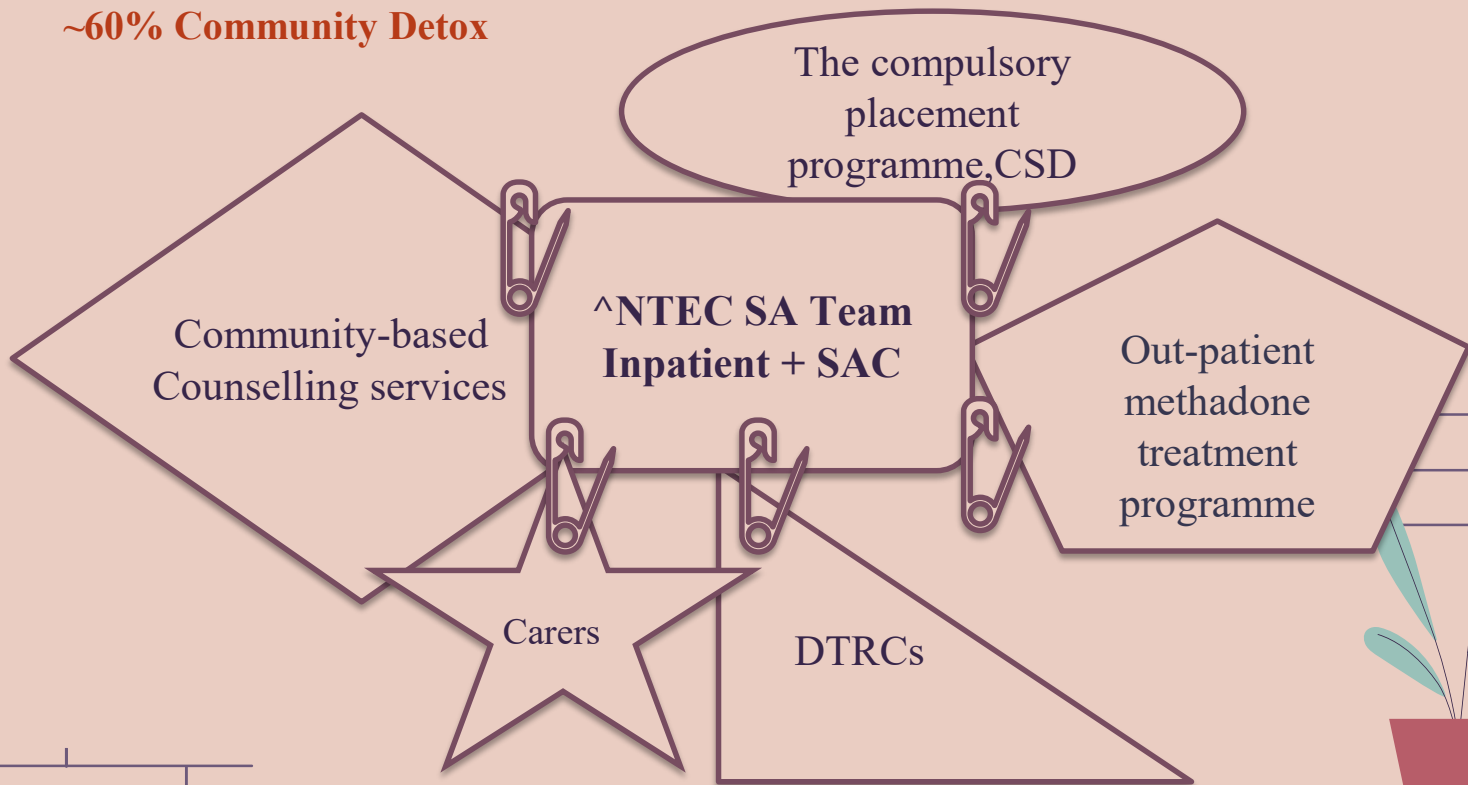 ~60% Community Detox
The compulsory
placement
programme,CSD
Community-based
Counselling services
^NTEC SA Team
Inpatient + SAC
Out-patient
methadone
treatment
programme
Carers
DTRCs